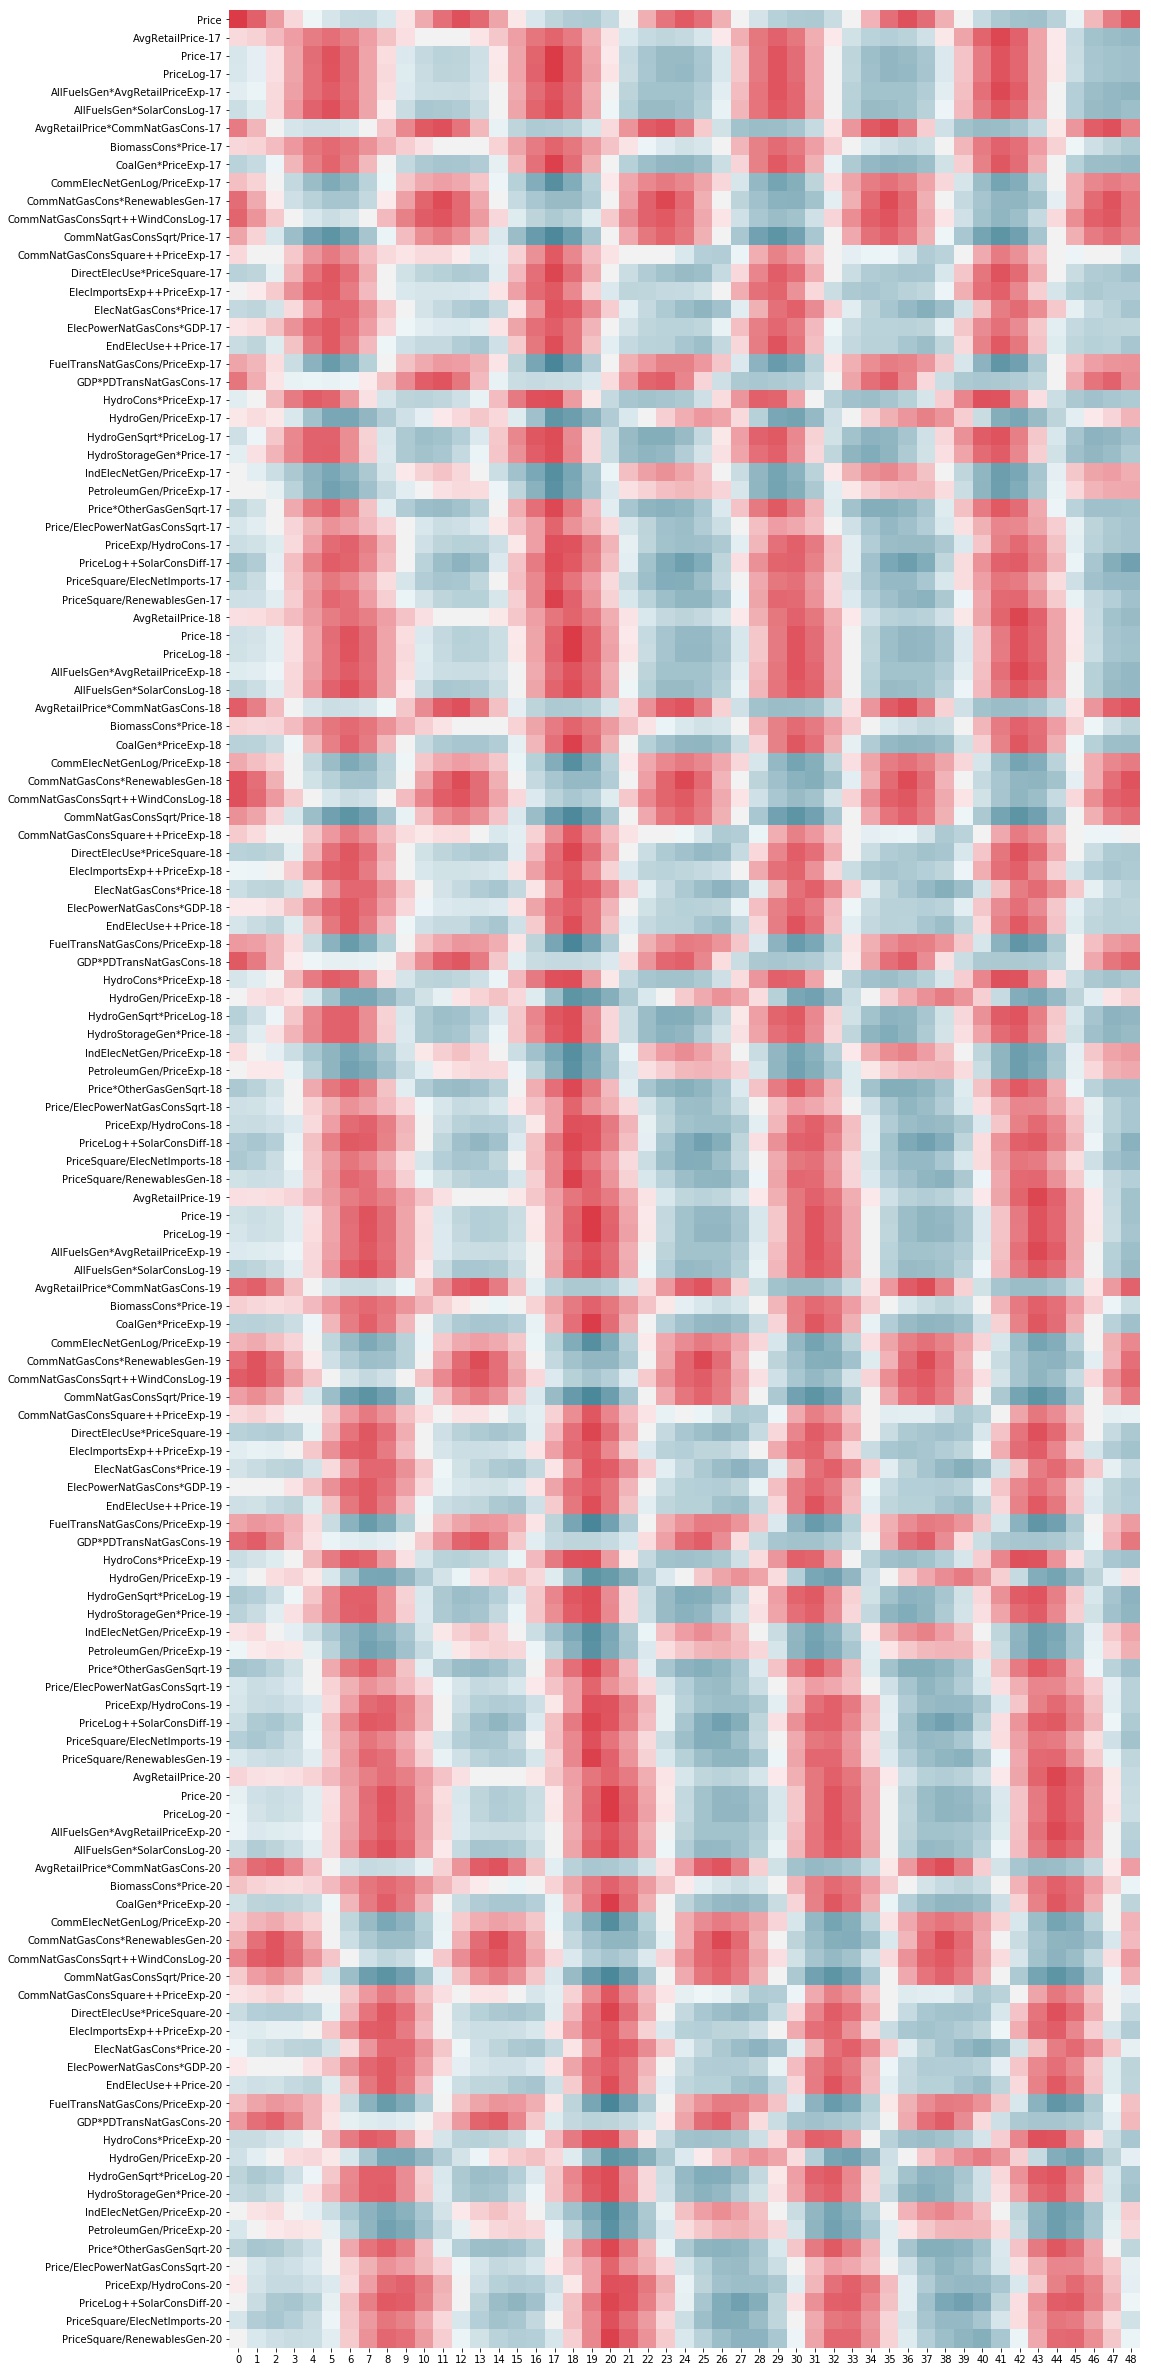 Price
AvgRetailPrice-17
Price-17
PriceLog-17
AllFuelsGen*AvgRetailPriceExp-17
AllFuelsGen*SolarConsLog-17
AvgRetailPrice*CommNatGasCons-17
BiomassCons*Price-17
CoalGen*PriceExp-17
CommElecNetGenLog/PriceExp-17
CommNatGasCons*RenewablesGen-17
CommNatGasConsSqrt++WindConsLog-17
CommNatGasConsSqrt/Price-17
CommNatGasConsSquare++PriceExp-17
DirectElecUse*PriceSquare-17
ElecImportsExp++PriceExp-17
ElecNatGasCons*Price-17
ElecPowerNatGasCons*GDP-17
EndElecUse++Price-17
FuelTransNatGasCons/PriceExp-17
GDP*PDTransNatGasCons-17
HydroCons*PriceExp-17
HydroGen/PriceExp-17
HydroGenSqrt*PriceLog-17
HydroStorageGen*Price-17
IndElecNetGen/PriceExp-17
PetroleumGen/PriceExp-17
Price*OtherGasGenSqrt-17
Price/ElecPowerNatGasConsSqrt-17
PriceExp/HydroCons-17
PriceLog++SolarConsDiff-17
PriceSquare/ElecNetImports-17
PriceSquare/RenewablesGen-17
AvgRetailPrice-18
Price-18
PriceLog-18
AllFuelsGen*AvgRetailPriceExp-18
AllFuelsGen*SolarConsLog-18
AvgRetailPrice*CommNatGasCons-18
BiomassCons*Price-18
CoalGen*PriceExp-18
CommElecNetGenLog/PriceExp-18
CommNatGasCons*RenewablesGen-18
CommNatGasConsSqrt++WindConsLog-18
CommNatGasConsSqrt/Price-18
CommNatGasConsSquare++PriceExp-18
DirectElecUse*PriceSquare-18
ElecImportsExp++PriceExp-18
ElecNatGasCons*Price-18
ElecPowerNatGasCons*GDP-18
EndElecUse++Price-18
FuelTransNatGasCons/PriceExp-18
GDP*PDTransNatGasCons-18
HydroCons*PriceExp-18
HydroGen/PriceExp-18
HydroGenSqrt*PriceLog-18
HydroStorageGen*Price-18
IndElecNetGen/PriceExp-18
PetroleumGen/PriceExp-18
Price*OtherGasGenSqrt-18
Price/ElecPowerNatGasConsSqrt-18
PriceExp/HydroCons-18
PriceLog++SolarConsDiff-18
PriceSquare/ElecNetImports-18
PriceSquare/RenewablesGen-18
AvgRetailPrice-19
Price-19
PriceLog-19
AllFuelsGen*AvgRetailPriceExp-19
AllFuelsGen*SolarConsLog-19
AvgRetailPrice*CommNatGasCons-19
BiomassCons*Price-19
CoalGen*PriceExp-19
CommElecNetGenLog/PriceExp-19
CommNatGasCons*RenewablesGen-19
CommNatGasConsSqrt++WindConsLog-19
CommNatGasConsSqrt/Price-19
CommNatGasConsSquare++PriceExp-19
DirectElecUse*PriceSquare-19
ElecImportsExp++PriceExp-19
ElecNatGasCons*Price-19
ElecPowerNatGasCons*GDP-19
EndElecUse++Price-19
FuelTransNatGasCons/PriceExp-19
GDP*PDTransNatGasCons-19
HydroCons*PriceExp-19
HydroGen/PriceExp-19
HydroGenSqrt*PriceLog-19
HydroStorageGen*Price-19
IndElecNetGen/PriceExp-19
PetroleumGen/PriceExp-19
Price*OtherGasGenSqrt-19
Price/ElecPowerNatGasConsSqrt-19
PriceExp/HydroCons-19
PriceLog++SolarConsDiff-19
PriceSquare/ElecNetImports-19
PriceSquare/RenewablesGen-19
AvgRetailPrice-20
Price-20
PriceLog-20
AllFuelsGen*AvgRetailPriceExp-20
AllFuelsGen*SolarConsLog-20
AvgRetailPrice*CommNatGasCons-20
BiomassCons*Price-20
CoalGen*PriceExp-20
CommElecNetGenLog/PriceExp-20
CommNatGasCons*RenewablesGen-20
CommNatGasConsSqrt++WindConsLog-20
CommNatGasConsSqrt/Price-20
CommNatGasConsSquare++PriceExp-20
DirectElecUse*PriceSquare-20
ElecImportsExp++PriceExp-20
ElecNatGasCons*Price-20
ElecPowerNatGasCons*GDP-20
EndElecUse++Price-20
FuelTransNatGasCons/PriceExp-20
GDP*PDTransNatGasCons-20
HydroCons*PriceExp-20
HydroGen/PriceExp-20
HydroGenSqrt*PriceLog-20
HydroStorageGen*Price-20
IndElecNetGen/PriceExp-20
PetroleumGen/PriceExp-20
Price*OtherGasGenSqrt-20
Price/ElecPowerNatGasConsSqrt-20
PriceExp/HydroCons-20
PriceLog++SolarConsDiff-20
PriceSquare/ElecNetImports-20
PriceSquare/RenewablesGen-20
0 1 2 3 4 5 6 7 8 9 10 11 12 13 14 15 16 17 18 19 20 21 22 23 24 25 26 27 28 29 30 31 32 33 34 35 36 37 38 39 40 41 42 43 44 45 46 47 48